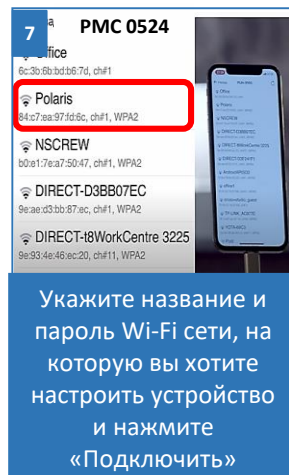 7
PMC 0524
ffice
6c:3b:6b:bd:b6:7d, ch#1
Polaris
84:c7:ea:97:fd:6c, ch#1, WPA2
NSCREW
b0:e1:7e:a7:50:47, ch#1, WPA2
DIRECT-D3BB07EC
9e:ae:d3:bb:87:ec, ch#1, WPA2
DIRECT-t8WorkCentre 3225
9e:93:4e:46:ec:20, ch#11, WPA2
Укажите название и
пароль Wi-Fi сети, на
которую вы хотите
настроить устройство
и нажмите
«Подключить»